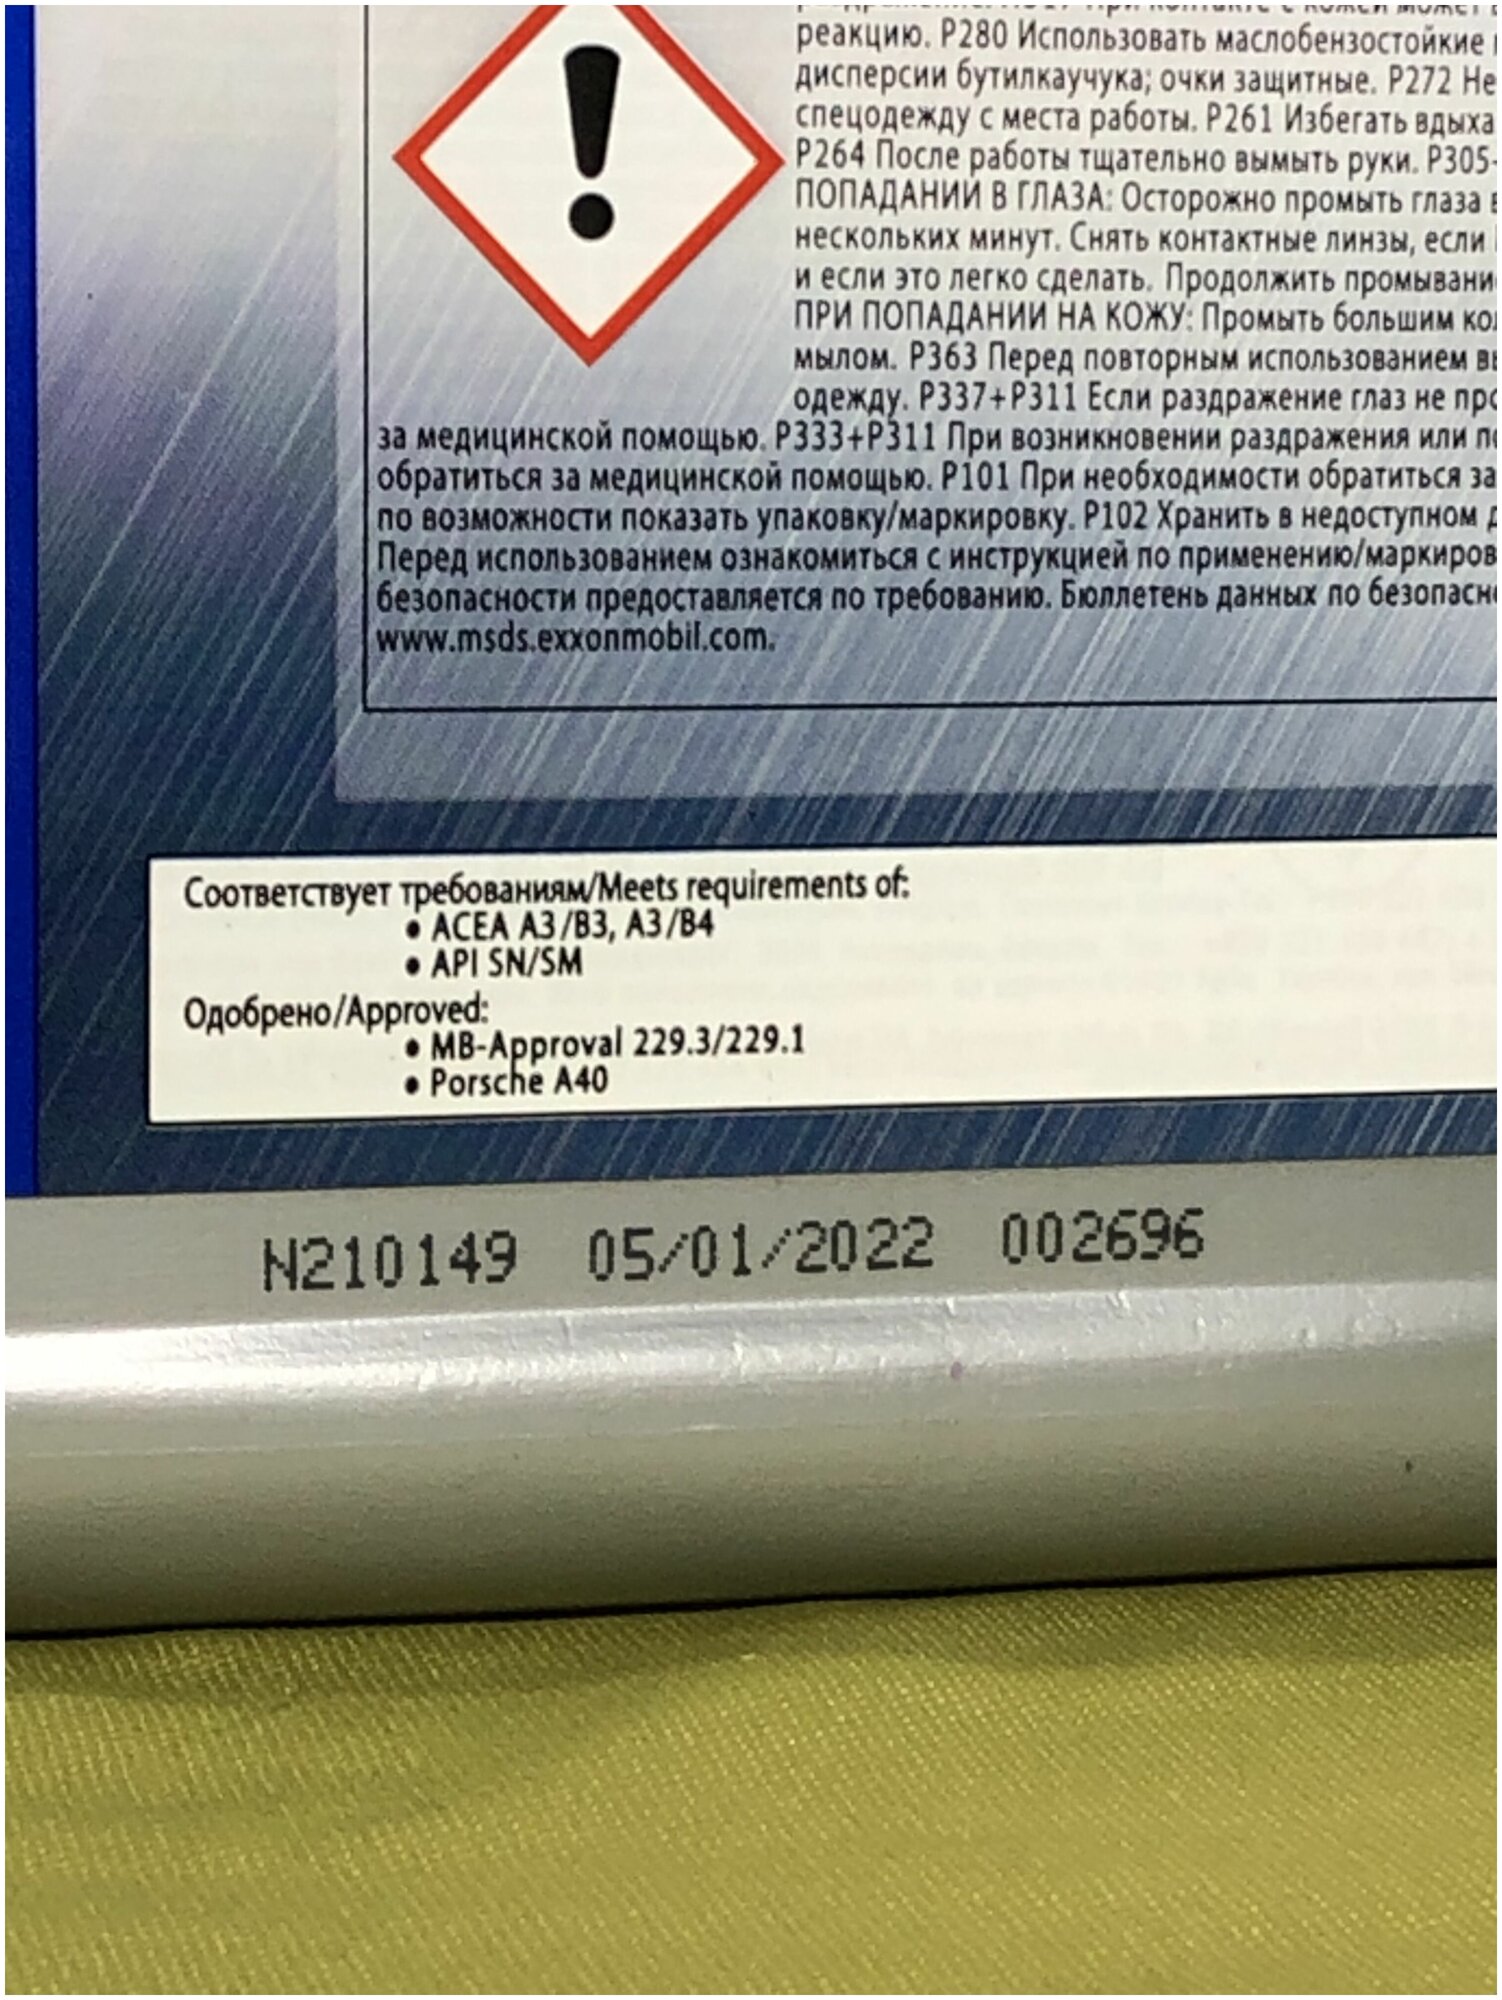 реакцию. P280 Использовать маслобензостойкие
дисперсии бутилкаучука; очки защитные. P272 Не
спецодежду с места работы. P261 Избегать вдыха
P264 После работы тщательно вымыть руки. P305-
ПОПАДАНИИ В ГЛАЗА: Осторожно промыть глаза в
нескольких минут. Снять контактные линзы, если
и если это легко сделать. Продолжить промывани
ПРИ ПОПАДАНИИ НА КОЖУ: Промыть большим кол
мылом. P363 Перед повторным использованием вы
одежду. P337+P311 Если раздражение глаз не про
за медицинской помощью. P333+P311 При возникновении раздражения или по
обратиться за медицинской помощью. P101 При необходимости обратиться за
по возможности показать упаковку/маркировку. P102 Хранить в недоступном д
Перед использованием ознакомиться с инструкцией по применению/маркиров
безопасности предоставляется по требованию. Бюллетень данных по безопасн
www.msds.exxonmobil.com.
Соответствует требованиям/Meets requirements of:
• ACEA A3/B3, A3/B4
• API SN/SM
Одобрено/Approved:
• MB-Approval 229.3/229.1
• Porsche A40
N210149 05/01/2022 002696